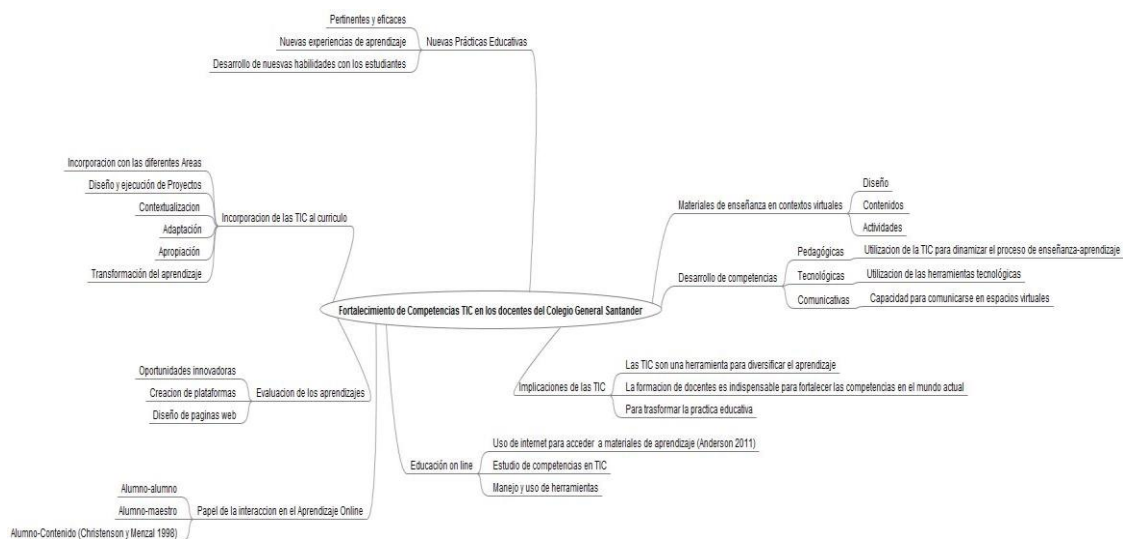 Pertinentes y eficaces
Nuevas experiencias de aprendizaje
Desarrollo de nuesvas habilidades con los estudiantes
Nuevas Prácticas Educativas
Incorporacion con las diferentes Areas
Diseño y ejecución de Proyectos
Contextualizacion
Adaptación
Apropiación
Transformación del aprendizaje
Incorporacion de las TIC al curriculo
Materiales de enseñanza en contextos virtuales
Diseño
Contenidos
Actividades
Desarrollo de competencias
Pedagógicas
Utilizacion de la TIC para dinamizar el proceso de enseñanza-aprendizaje
Tecnológicas
Utilización de las herramientas tecnológicas
Comunicativas
Capacidad para comunicarse en espacios virtuales
Fortalecimiento de Competencias TIC en los docentes del Colegio General Santander
Oportunidades innovadoras
Creacion de plataformas
Diseño de paginas web
Evaluacion de los aprendizajes
Implicaciones de las TIC
Las TIC son una herramienta para diversificar el aprendizaje
La formacion de docentes es indispensable para fortalecer las competencias en el mundo actual
Para trasformar la practica educativa
Educación on line
Uso de internet para acceder a materiales de aprendizaje (Anderson 2011)
Estudio de competencias en TIC
Manejo y uso de herramientas
Alumno-alumno
Alumno-maestro
Alumno-Contenido (Christenson y Menzal 1998)
Papel de la interaccion en el Aprendizaje Online